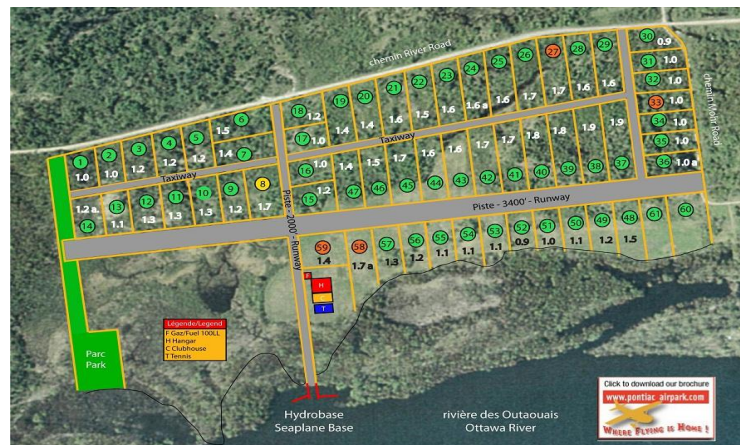 chemin River Road
chemin Mohr Road
30 0.9
31 1.0
32 1.0
33 1.0
34 1.0
35 1.0
36 1.0 a
18 19 20 21 22 23 24 25 26 27 28 29
1.2 1.4 1.4 1.6 1.5 1.6 1.6 a 1.6 1.6 1.7 1.6 1.6
17 1.0
6
1.5
1 2 3 4 5 7
1.0 1.0 1.2 1.2 1.2 1.4
Taxiway
Taxiway
16 1.0 1.4 1.5 1.7 1.6 1.6 1.7 1.7 1.8 1.8 1.9 1.9
15 1.2 47 46 45 44 43 42 41 40 39 38 37
1.2 a. 13 12 11 10 9 8
14 1.1 1.3 1.3 1.3 1.2 1.7
Piste - 2000' - Runway
Piste - 3400' - Runway
59 58 57 56 55 54 53 52 51 50 49 48 61 60
1.4 1.7 a 1.3 1.2 1.1 1.1 1.1 0.9 1.0 1.1 1.2 1.5
F
H
C
T
Légende/Legend
F Gaz/Fuel 100LL
H Hangar
C Clubhouse
T Tennis
Parc
Park
Hydrobase
Seaplane Base
rivière des Outaouais
Ottawa River
Click to download our brochure
www.pontiac airpark.com
WHERE FLYING IS HOME !